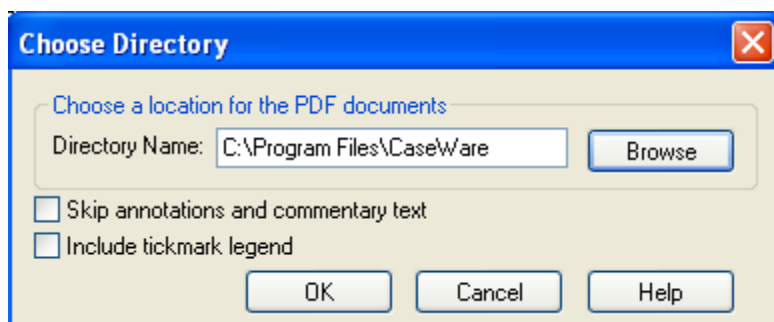 Choose Directory
Choose a location for the PDF documents
Directory Name: C:\Program Files\CaseWare Browse
Skip annotations and commentary text
Include tickmark legend
OK Cancel Help